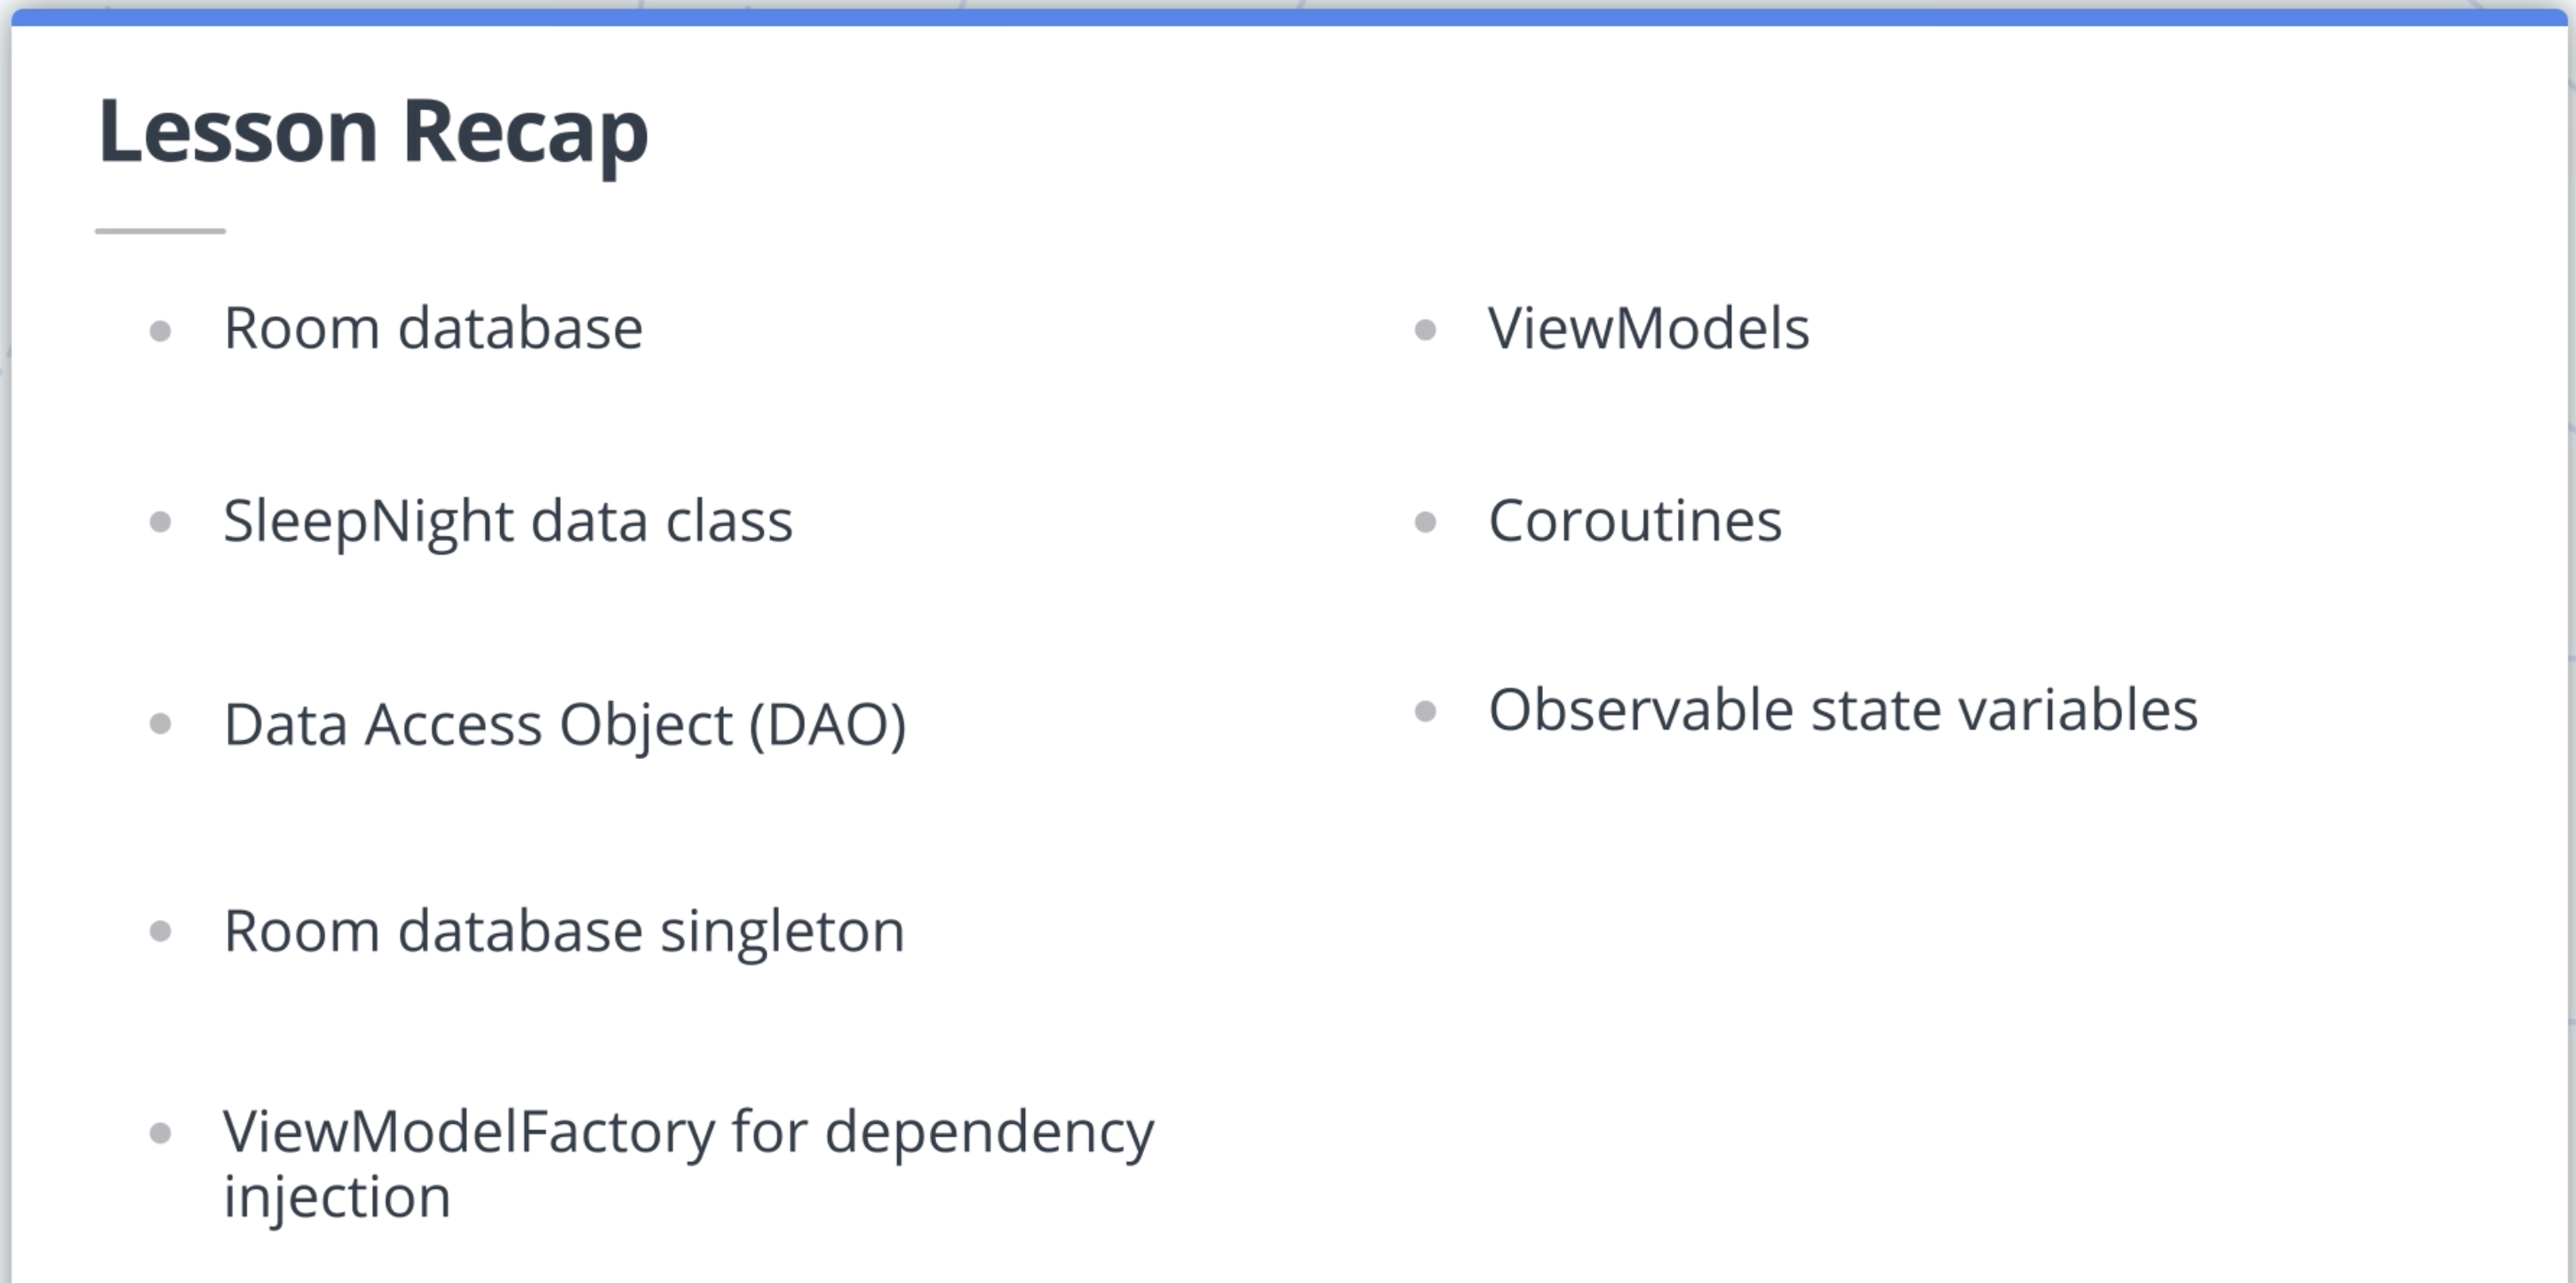 Lesson Recap
Room database
SleepNight data class
Data Access Object (DAO)
Room database singleton
ViewModelFactory for dependency
injection
ViewModels
Coroutines
Observable state variables